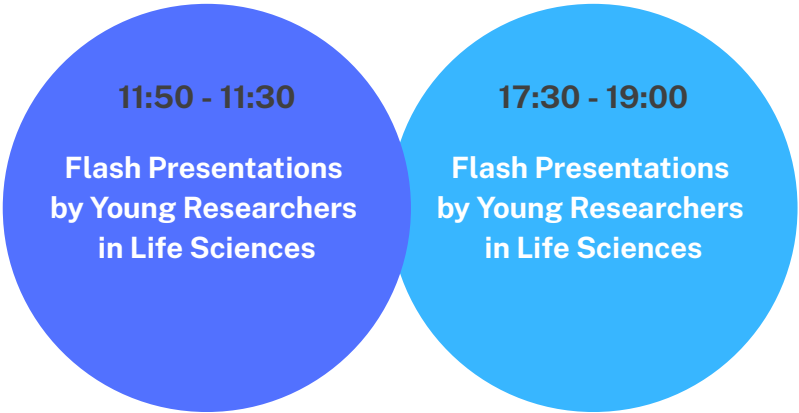 11:50 - 11:30
Flash Presentations
by Young Researchers
in Life Sciences
17:30 - 19:00
Flash Presentations
by Young Researchers
in Life Sciences